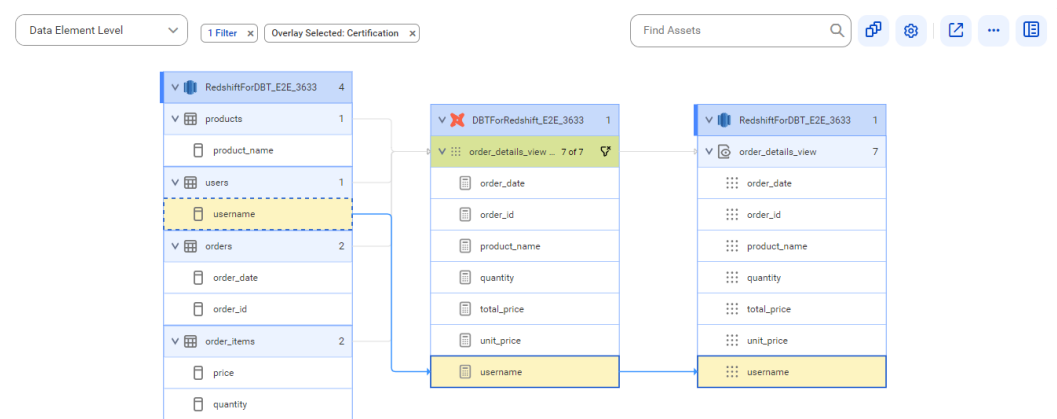 Data Element Level
1 Filter ×
Overlay Selected: Certification ×
Find Assets
RedshiftForDBT_E2E_3633 4
products 1
product_name
users 1
username
orders 2
order_date
order_id
order_items 2
price
quantity
DBTForRedshift_E2E_3633 1
order_details_view ... 7 of 7
order_date
order_id
product_name
quantity
total_price
unit_price
username
RedshiftForDBT_E2E_3633 1
order_details_view 7
order_date
order_id
product_name
quantity
total_price
unit_price
username